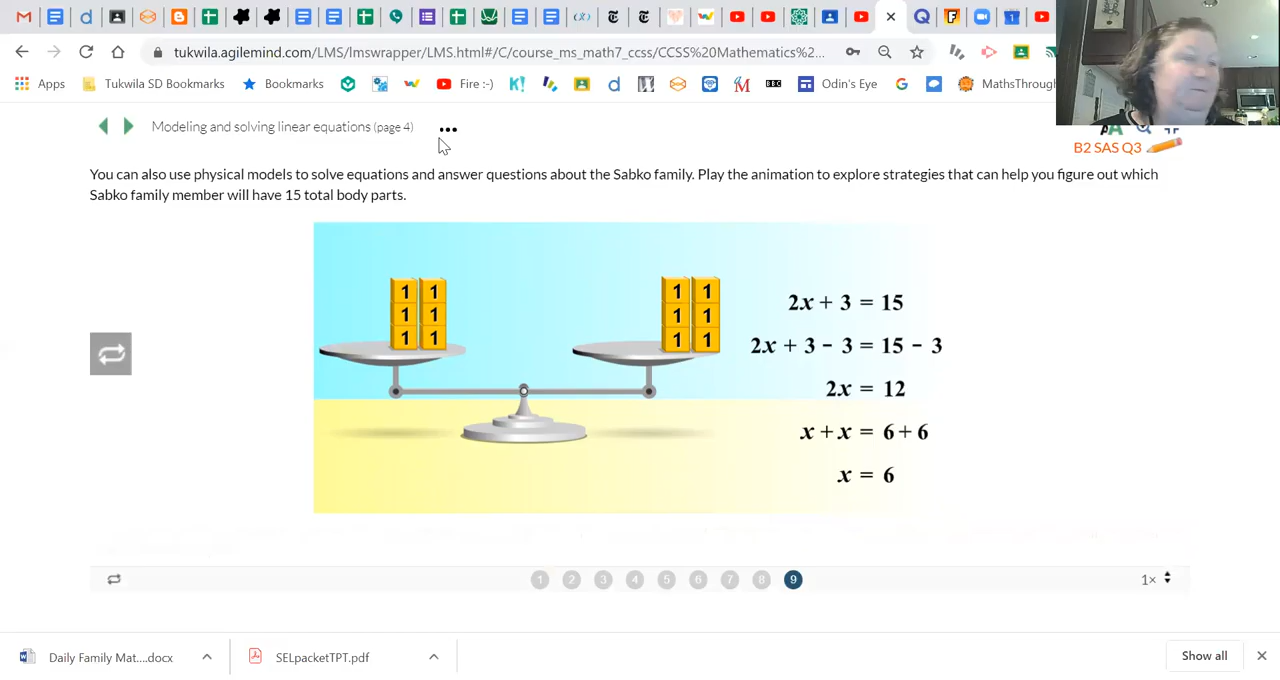 tukwila.agilemind.com/LMS/lmswrapper/LMS.html#/C/course_ms_math7_ccss/CCSS%20Mathematics%2...
Apps Tukwila SD Bookmarks Bookmarks Fire :-) K! BBC Odin's Eye MathsThrough
Modeling and solving linear equations (page 4) •••
B2 SAS Q3
You can also use physical models to solve equations and answer questions about the Sabko family. Play the animation to explore strategies that can help you figure out which
Sabko family member will have 15 total body parts.
1 1 1 1
1 1 1 1
1 1 1 1
2x + 3 = 15
2x + 3 - 3 = 15 - 3
2x = 12
x + x = 6 + 6
x = 6
1 2 3 4 5 6 7 8 9 1×
Daily Family Mat....docx SELpacketTPT.pdf Show all